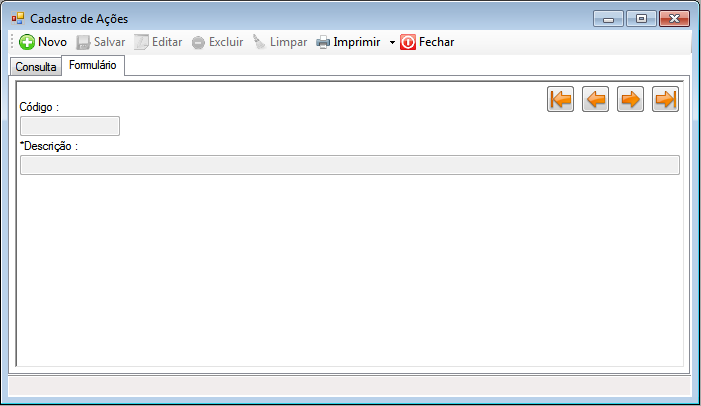 Cadastro de Ações
Novo Salvar Editar Excluir Limpar Imprimir Fechar
Consulta Formulário
Código :
*Descrição :